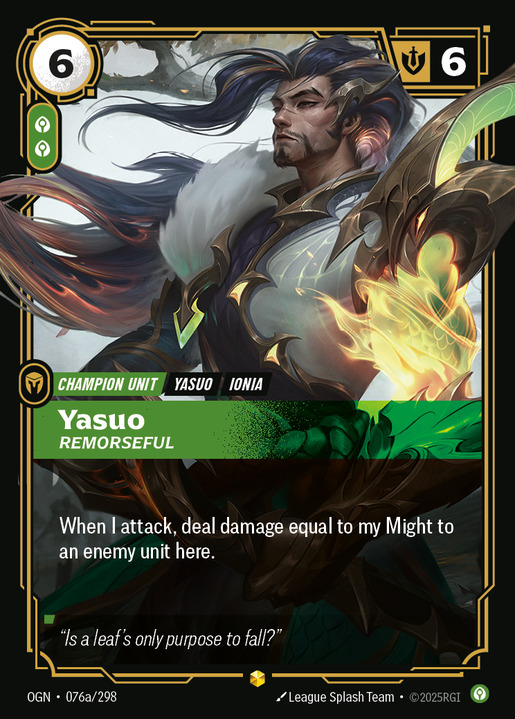 6
6
CHAMPION UNIT YASUO IONIA
Yasuo
REMORSEFUL
When I attack, deal damage equal to my Might to
an enemy unit here.
“Is a leaf’s only purpose to fall?”
OGN • 076a/298 League Splash Team • ©2025RGI